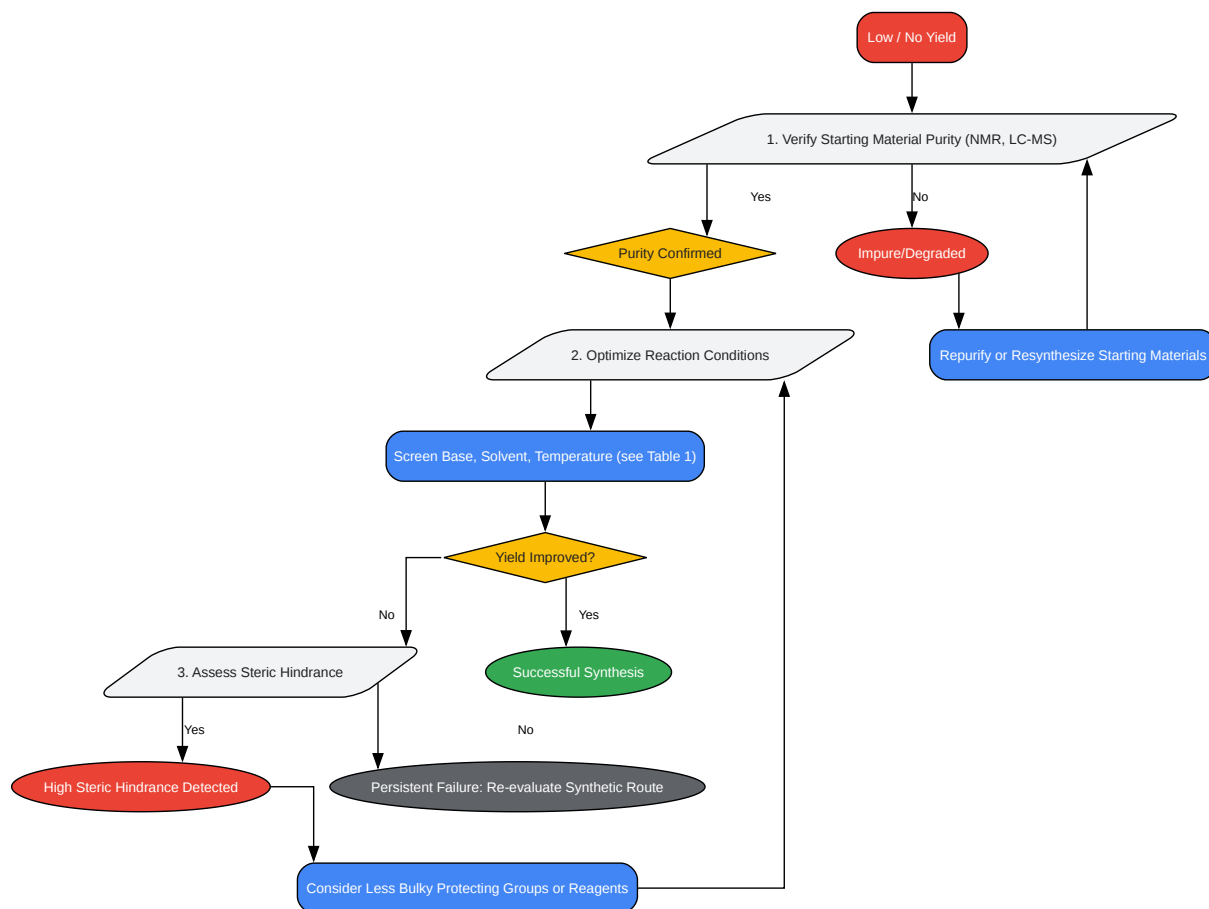 Low / No Yield
1. Verify Starting Material Purity (NMR, LC-MS)
Yes
No
Purity Confirmed
Impure/Degraded
2. Optimize Reaction Conditions
Repurify or Resynthesize Starting Materials
Screen Base, Solvent, Temperature (see Table 1)
Yield Improved?
No
Yes
3. Assess Steric Hindrance
Successful Synthesis
Yes
No
High Steric Hindrance Detected
Persistent Failure: Re-evaluate Synthetic Route
Consider Less Bulky Protecting Groups or Reagents